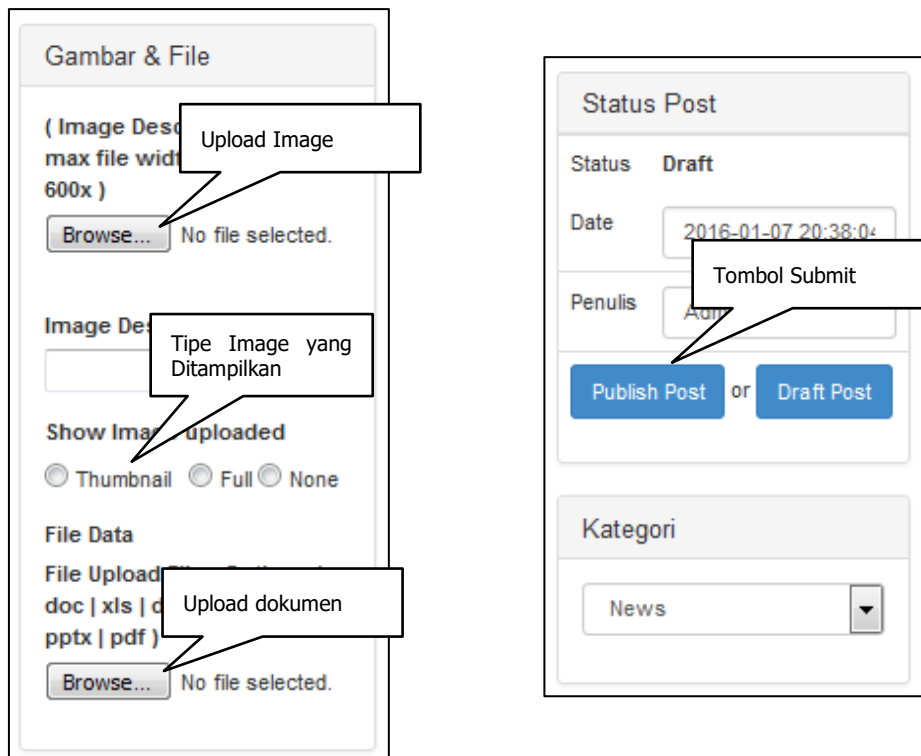 Gambar & File
( Image Desc
max file widt
600x )
Upload Image
Browse... No file selected.
Image Des
Tipe Image yang
Ditampilkan
Show Image uploaded
Thumbnail Full None
File Data
File Upload
doc | xls | d
pptx | pdf )
Upload dokumen
Browse... No file selected.
Status Post
Status Draft
Date 2016-01-07 20:38:04
Tombol Submit
Penulis
Publish Post or Draft Post
Kategori
News